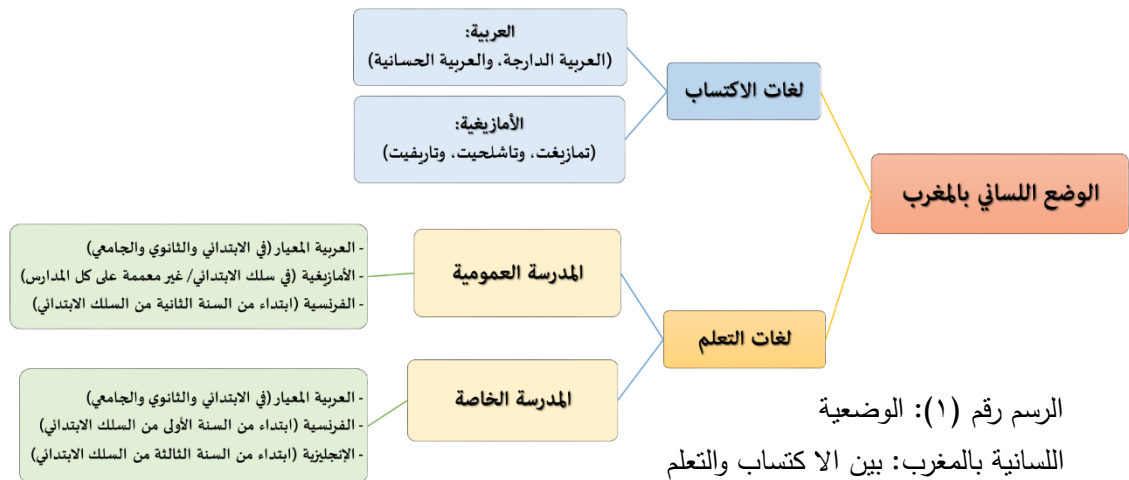 الوضع اللساني بالمغرب
لغات الاكتساب
العربية:
(العربية الدارجة، والعربية الحسانية)
الأمازيغية:
(تمازيغت، وتاشلحيت، وتاريفيت)
لغات التعلم
المدرسة العمومية
- العربية المعيار (في الابتدائي والثانوي والجامعي)
- الأمازيغية (في سلك الابتدائي/ غير معممة على كل المدارس)
- الفرنسية (ابتداء من السنة الثانية من السلك الابتدائي)
المدرسة الخاصة
- العربية المعيار (في الابتدائي والثانوي والجامعي)
- الفرنسية (ابتداء من السنة الأولى من السلك الابتدائي)
- الإنجليزية (ابتداء من السنة الثالثة من السلك الابتدائي)
الرسم رقم (١): الوضعية
اللسانية بالمغرب: بين الا كتساب والتعلم